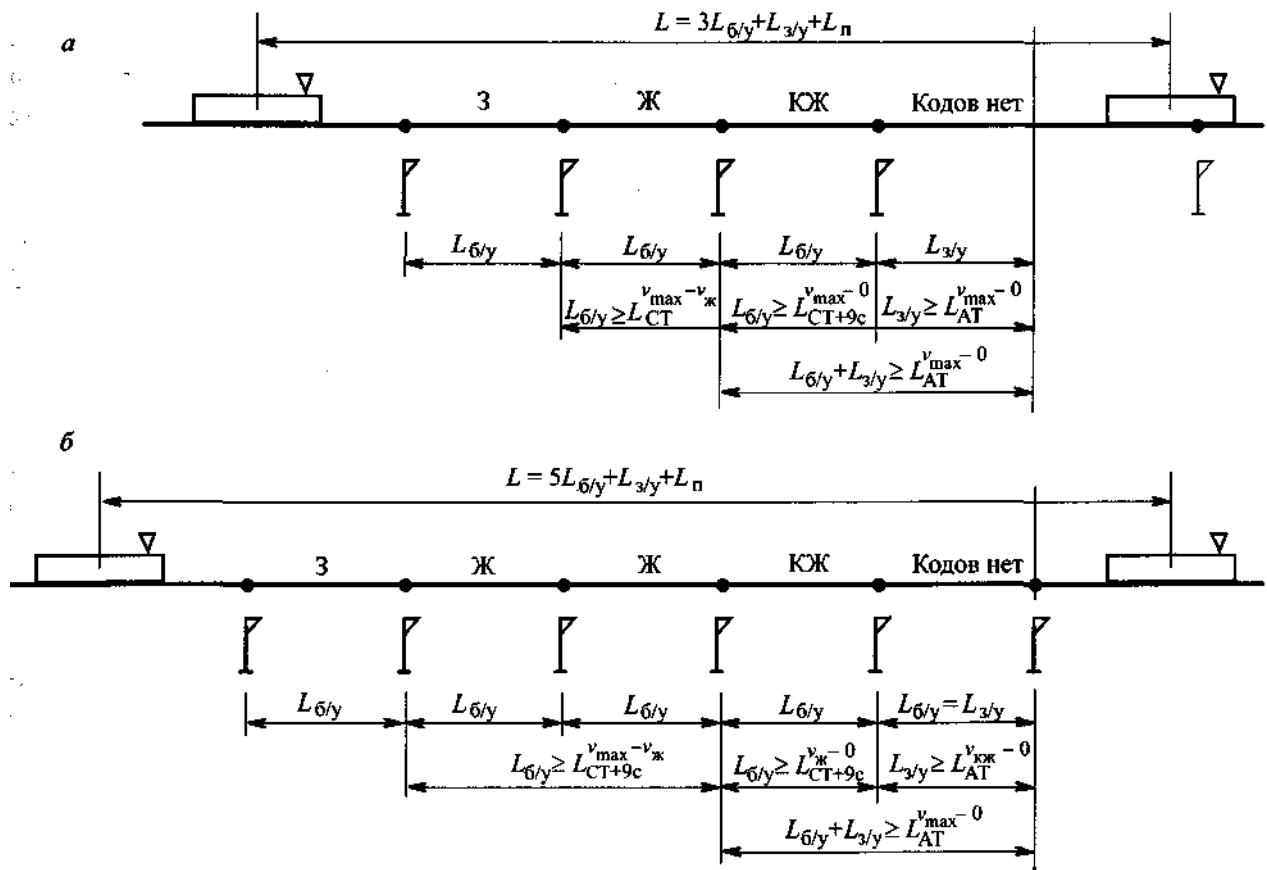 а
L = 3Lб/у+Lз/у+Lп
З Ж КЖ Кодов нет
Lб/у Lб/у Lб/у Lз/у
Lб/у≥LСТ^vmax−vж Lб/у≥LСТ+9с^vmax−0 Lз/у≥LАТ^vmax−0
Lб/у+Lз/у≥LАТ^vmax−0
б
L = 5Lб/у+Lз/у+Lп
З Ж Ж КЖ Кодов нет
Lб/у Lб/у Lб/у Lб/у Lб/у=Lз/у
Lб/у≥LСТ+9с^vmax−vж Lб/у≥LСТ+9с^vж−0 Lз/у≥LАТ^vкж−0
Lб/у+Lз/у≥LАТ^vmax−0